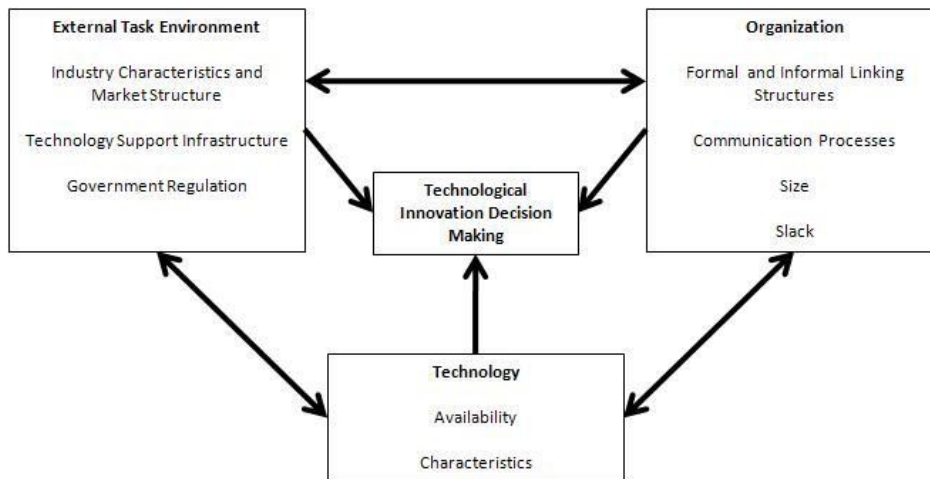 External Task Environment
Industry Characteristics and
Market Structure
Technology Support Infrastructure
Government Regulation
Organization
Formal and Informal Linking
Structures
Communication Processes
Size
Slack
Technological
Innovation Decision
Making
Technology
Availability
Characteristics